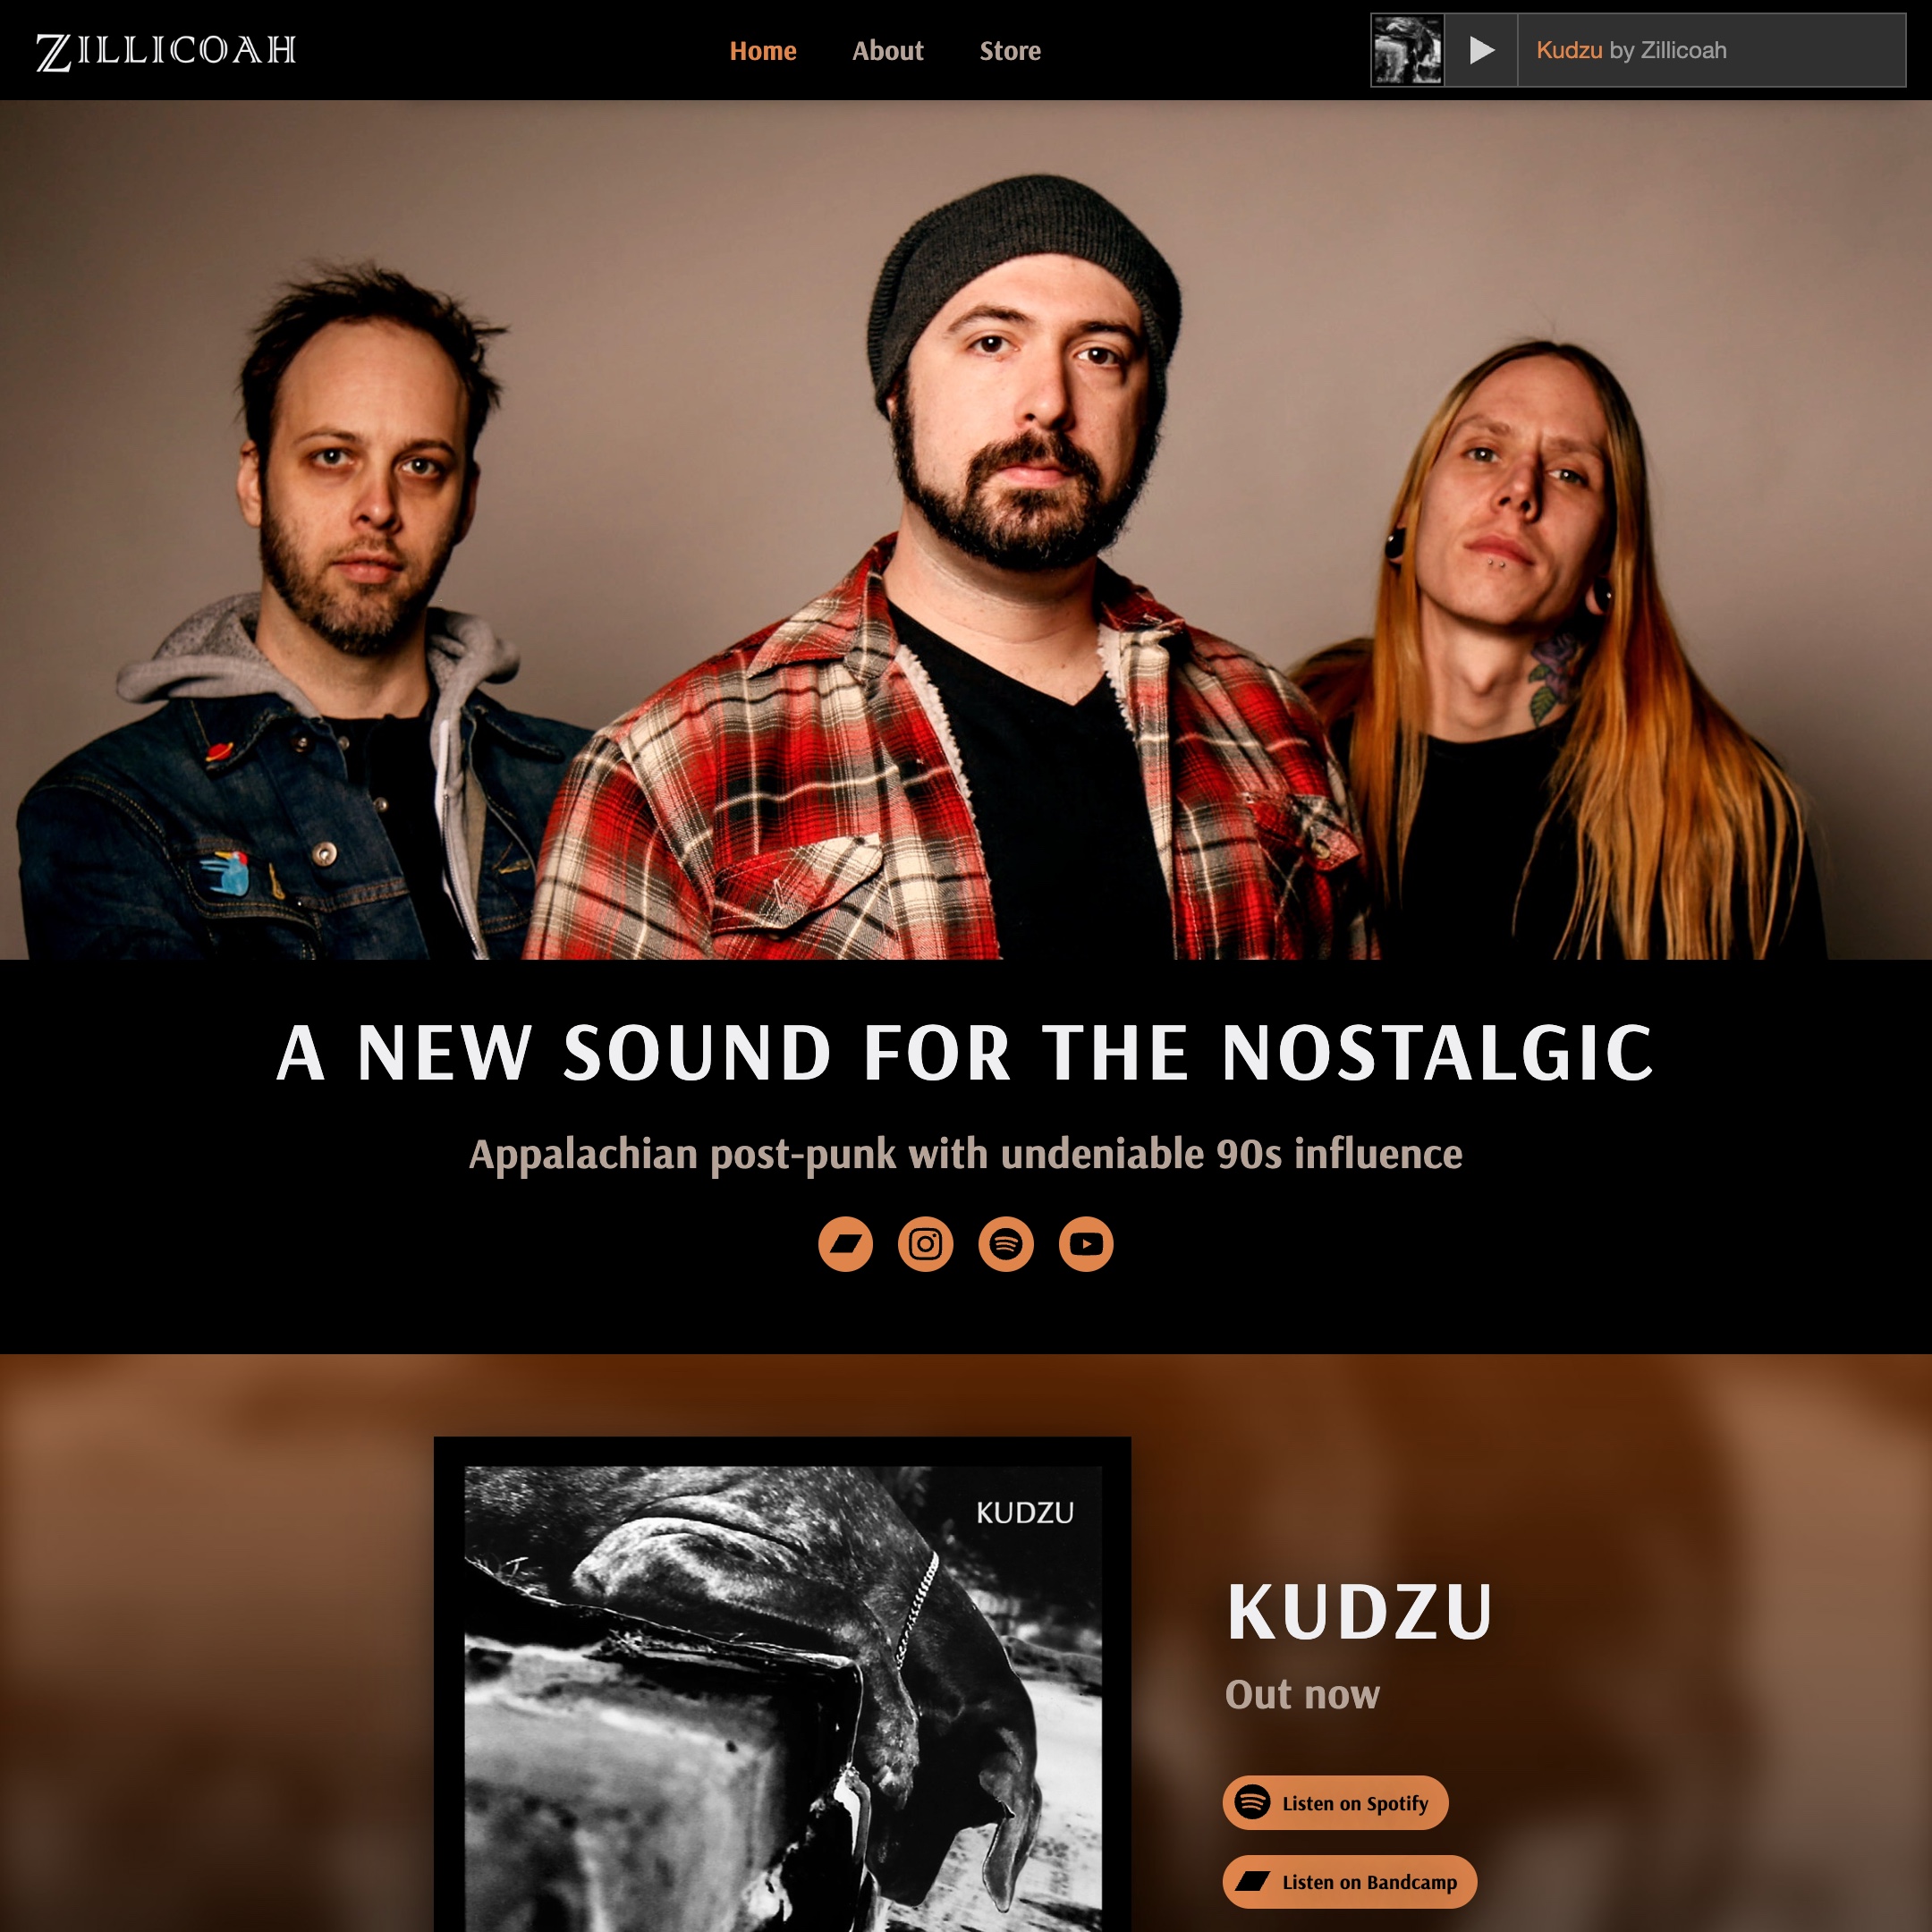 ZILLICOAH
Home About Store
Kudzu by Zillicoah
A NEW SOUND FOR THE NOSTALGIC
Appalachian post-punk with undeniable 90s influence
KUDZU
KUDZU
Out now
Listen on Spotify
Listen on Bandcamp